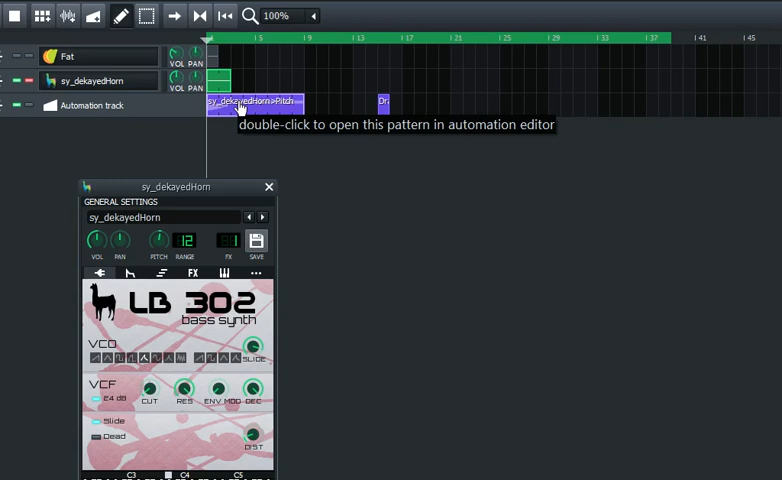 100%
5
9
13
17
21
25
29
33
37
41
45
Fat
VOL PAN
sy_dekayedHorn
VOL PAN
Automation track
sy_dekayedHorn>Pitch
Dr
double-click to open this pattern in automation editor
sy_dekayedHorn
GENERAL SETTINGS
sy_dekayedHorn
12
1
VOL PAN PITCH RANGE FX SAVE
FX
LB 302
bass synth
VCO
SLIDE
VCF
24 dB
CUT RES ENV MOD DEC
Slide
Dead
DIST
C3 C4 C5